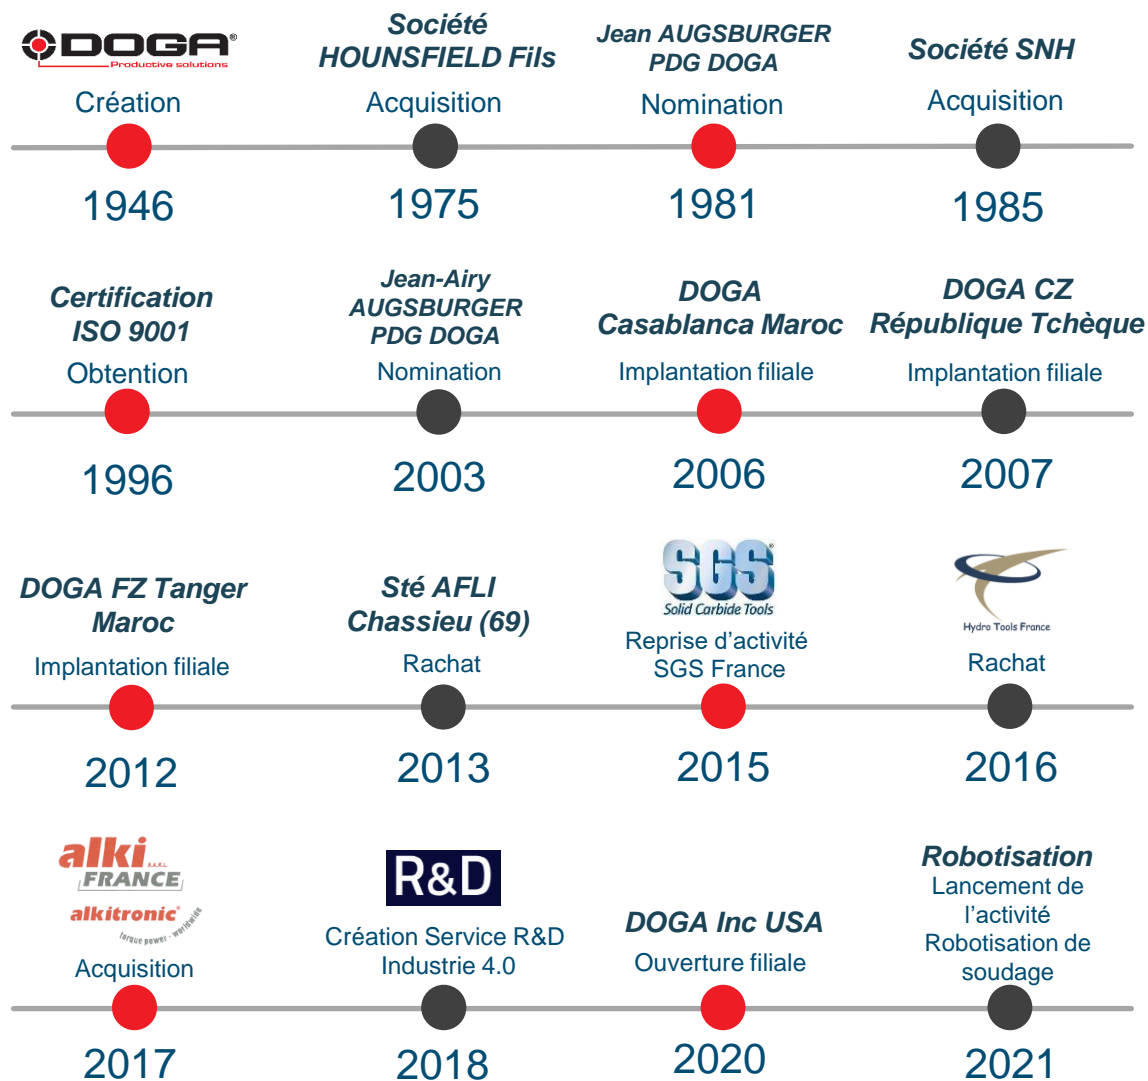 DOGA®
Productive solutions
Création
1946
Société
HOUNSFIELD Fils
Acquisition
1975
Jean AUGSBURGER
PDG DOGA
Nomination
1981
Société SNH
Acquisition
1985
Certification
ISO 9001
Obtention
1996
Jean-Airy
AUGSBURGER
PDG DOGA
Nomination
2003
DOGA
Casablanca Maroc
Implantation filiale
2006
DOGA CZ
République Tchèque
Implantation filiale
2007
DOGA FZ Tanger
Maroc
Implantation filiale
2012
Sté AFLI
Chassieu (69)
Rachat
2013
SGS®
Solid Carbide Tools
Reprise d’activité
SGS France
2015
Hydro Tools France
Rachat
2016
alki S.A.R.L.
FRANCE
alkitronic®
torque power - worldwide
Acquisition
2017
R&D
Création Service R&D
Industrie 4.0
2018
DOGA Inc USA
Ouverture filiale
2020
Robotisation
Lancement de
l’activité
Robotisation de
soudage
2021